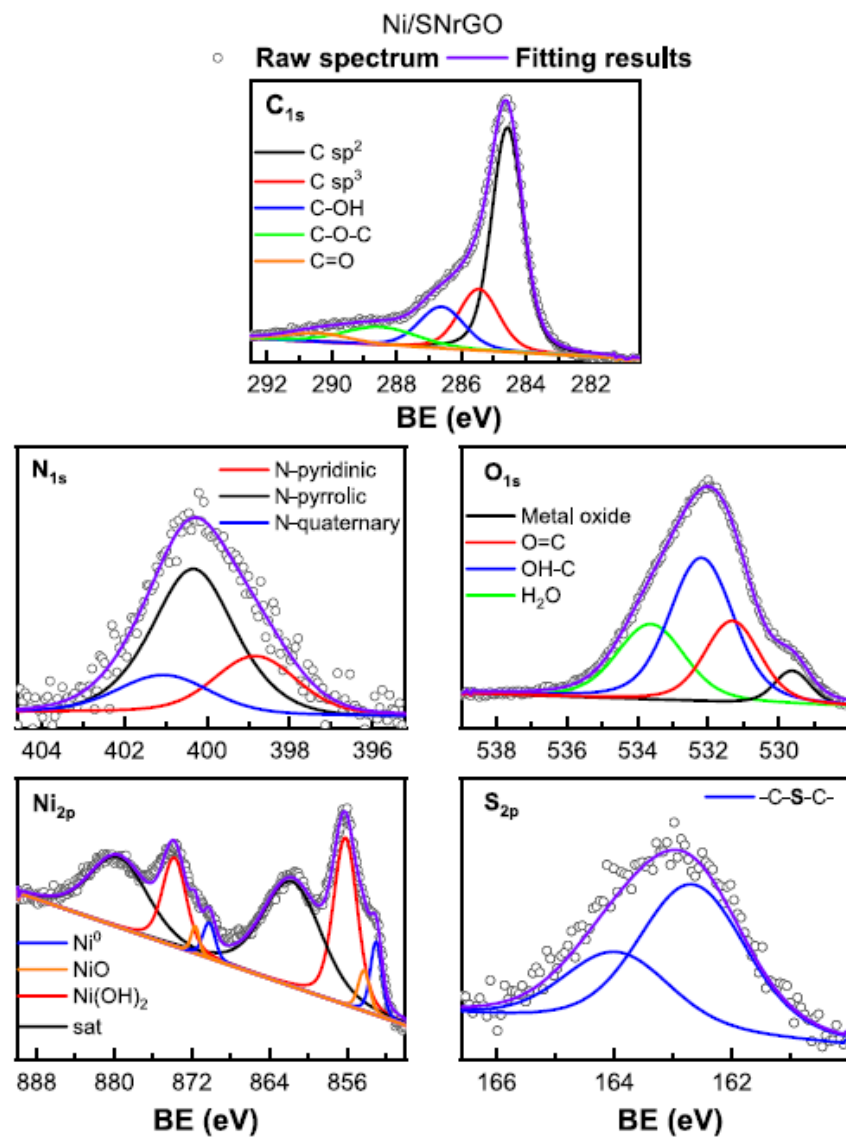 Ni/SNrGO
Raw spectrum Fitting results
C1s
C sp2
C sp3
C-OH
C-O-C
C=O
292 290 288 286 284 282
BE (eV)
N1s
N-pyridinic
N-pyrrolic
N-quaternary
404 402 400 398 396
O1s
Metal oxide
O=C
OH-C
H2O
538 536 534 532 530
Ni2p
Ni0
NiO
Ni(OH)2
sat
888 880 872 864 856
BE (eV)
S2p
-C-S-C-
166 164 162
BE (eV)